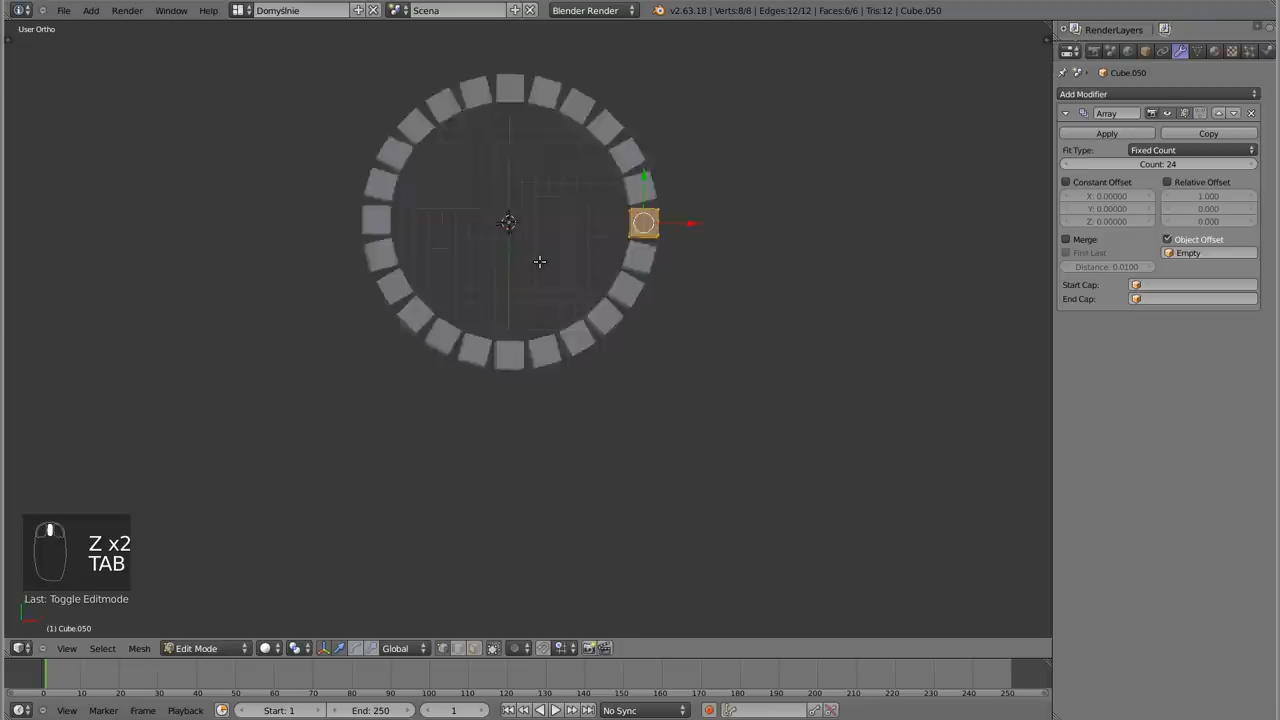 File Add Render Window Help Domyślnie Scena Blender Render v2.63.18 | Verts:8/8 | Edges:12/12 | Faces:6/6 | Tris:12 | Cube.050
User Ortho
RenderLayers
Cube.050
Add Modifier
Array
Apply Copy
Fit Type: Fixed Count
Count: 24
Constant Offset Relative Offset
X: 0.00000 1.000
Y: 0.00000 0.000
Z: 0.00000 0.000
Merge Object Offset
First Last Empty
Distance: 0.0100
Start Cap:
End Cap:
Z x2
TAB
Last: Toggle Editmode
(1) Cube.050
View Select Mesh Edit Mode Global
0 10 20 30 40 50 60 70 80 90 100 110 120 130 140 150 160 170 180 190 200 210 220 230 240 250
View Marker Frame Playback Start: 1 End: 250 1 No Sync